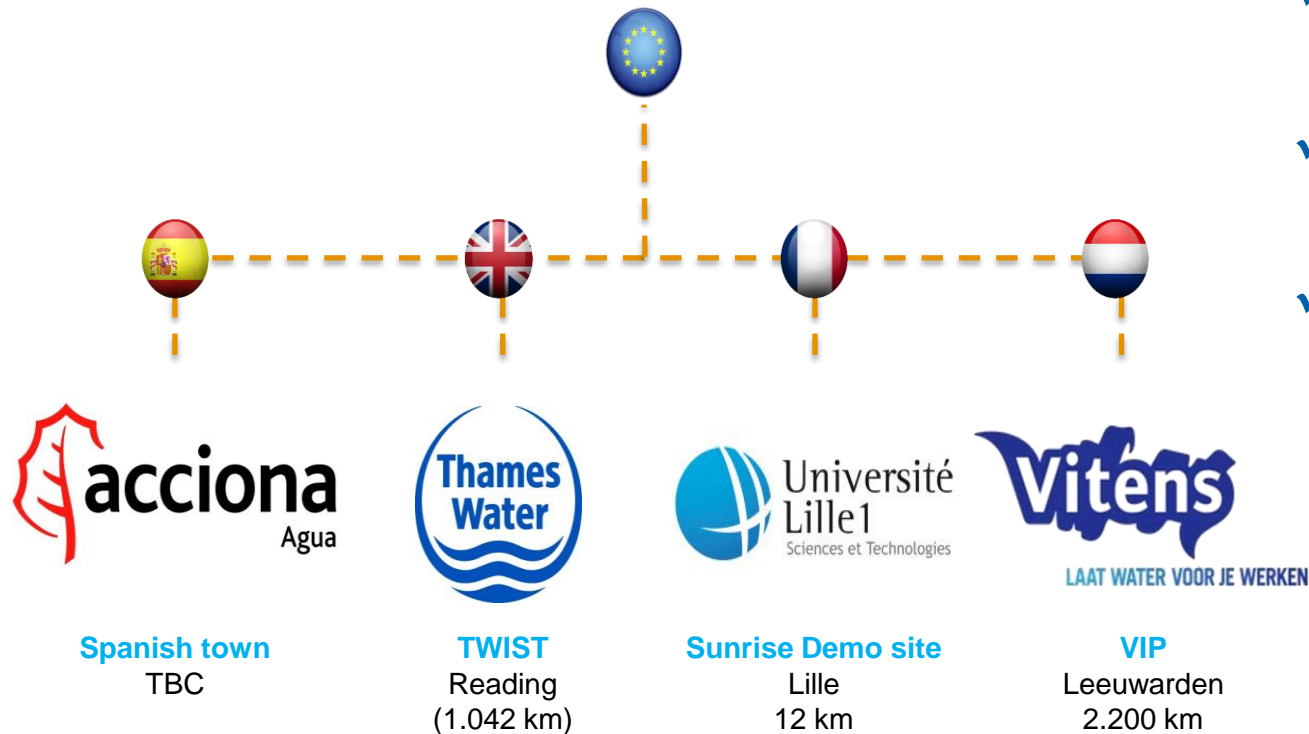 acciona
Agua
Thames
Water
Université
Lille1
Sciences et Technologies
Vitens
LAAT WATER VOOR JE WERKEN
Spanish town
TBC
TWIST
Reading
(1.042 km)
Sunrise Demo site
Lille
12 km
VIP
Leeuwarden
2.200 km